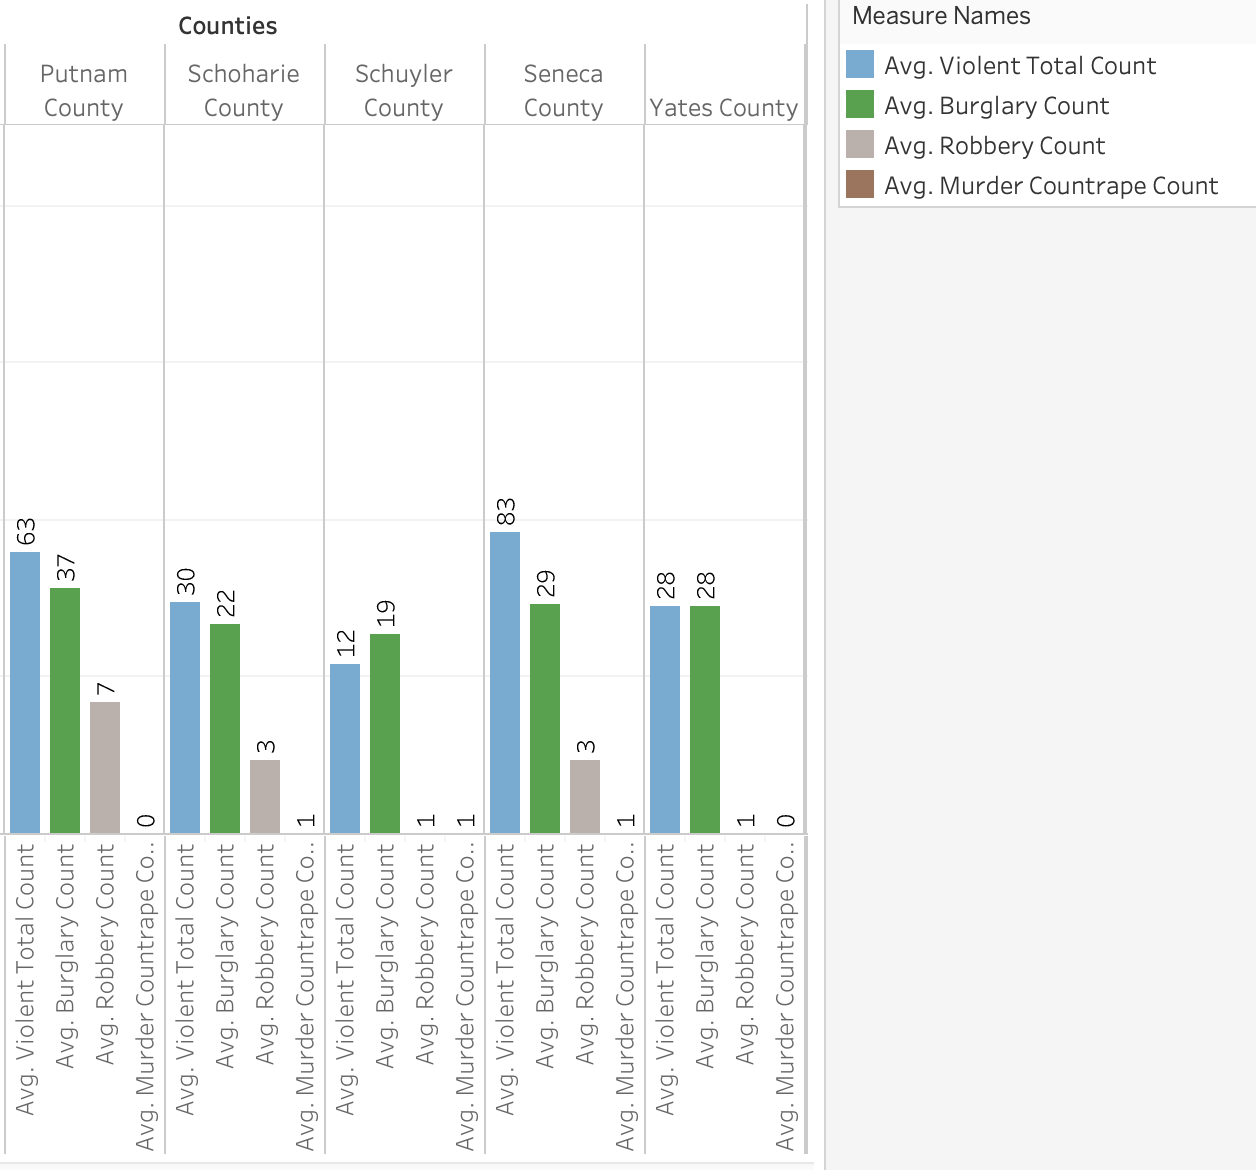 Counties
Putnam
County
Schoharie
County
Schuyler
County
Seneca
County
Yates County
63
37
7
0
30
22
3
1
12
19
1
1
83
29
3
1
28
28
1
0
Avg. Violent Total Count
Avg. Burglary Count
Avg. Robbery Count
Avg. Murder Countrape Co..
Avg. Violent Total Count
Avg. Burglary Count
Avg. Robbery Count
Avg. Murder Countrape Co..
Avg. Violent Total Count
Avg. Burglary Count
Avg. Robbery Count
Avg. Murder Countrape Co..
Avg. Violent Total Count
Avg. Burglary Count
Avg. Robbery Count
Avg. Murder Countrape Co..
Avg. Violent Total Count
Avg. Burglary Count
Avg. Robbery Count
Avg. Murder Countrape Co..
Measure Names
Avg. Violent Total Count
Avg. Burglary Count
Avg. Robbery Count
Avg. Murder Countrape Count